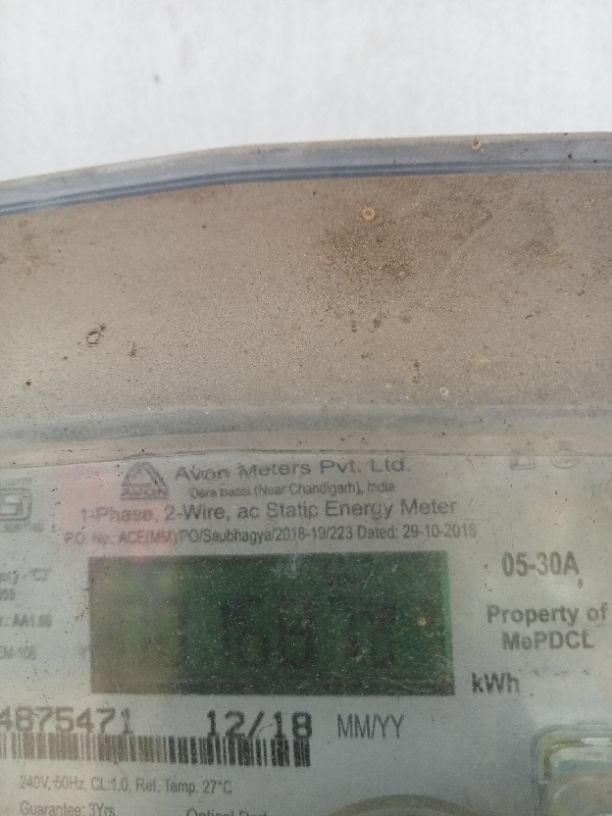 AVON
Avon Meters Pvt. Ltd.
Dera Bassi (Near Chandigarh), India
1-Phase, 2-Wire, ac Static Energy Meter
P.O. No.: ACE(MM)/PO/Saubhagya/2018-19/223 Dated: 29-10-2018
05-30A
Property of
MePDCL
kWh
4875471 12/18 MM/YY
240V, 50Hz, CL:1.0, Ref. Temp. 27°C
Guarantee: 3Yrs